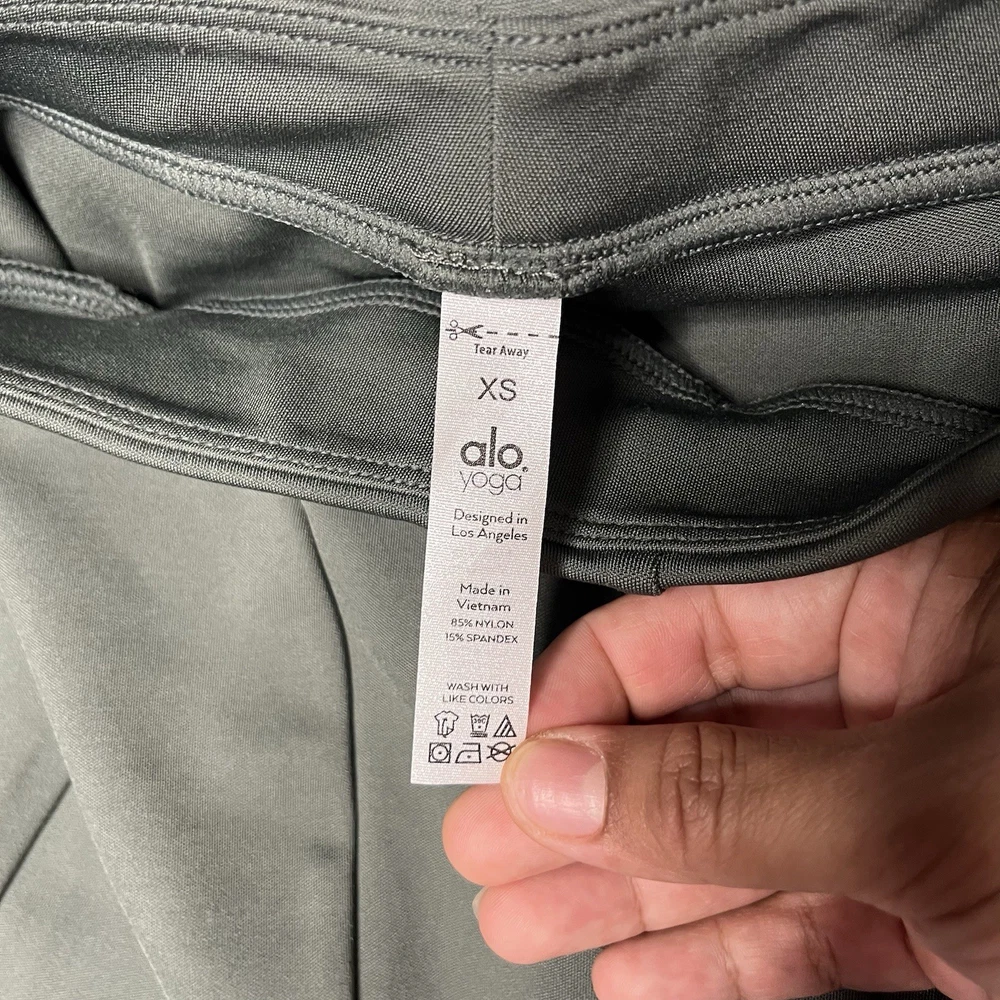 Tear Away
XS
alo®
yoga
Designed in
Los Angeles
Made in
Vietnam
85% NYLON
15% SPANDEX
WASH WITH
LIKE COLORS